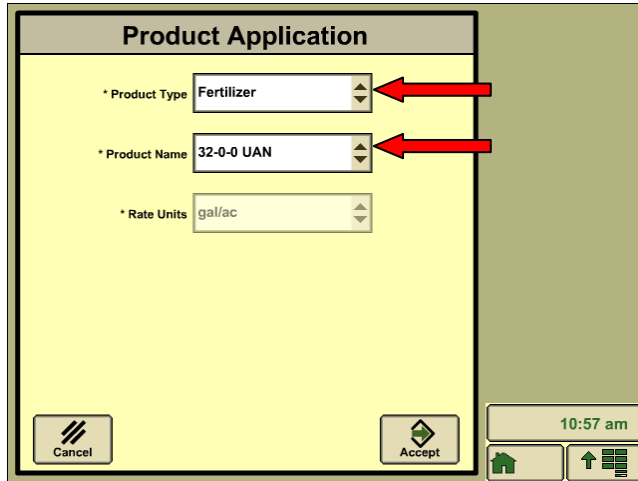 Product Application
* Product Type Fertilizer
* Product Name 32-0-0 UAN
* Rate Units gal/ac
Cancel
Accept
10:57 am